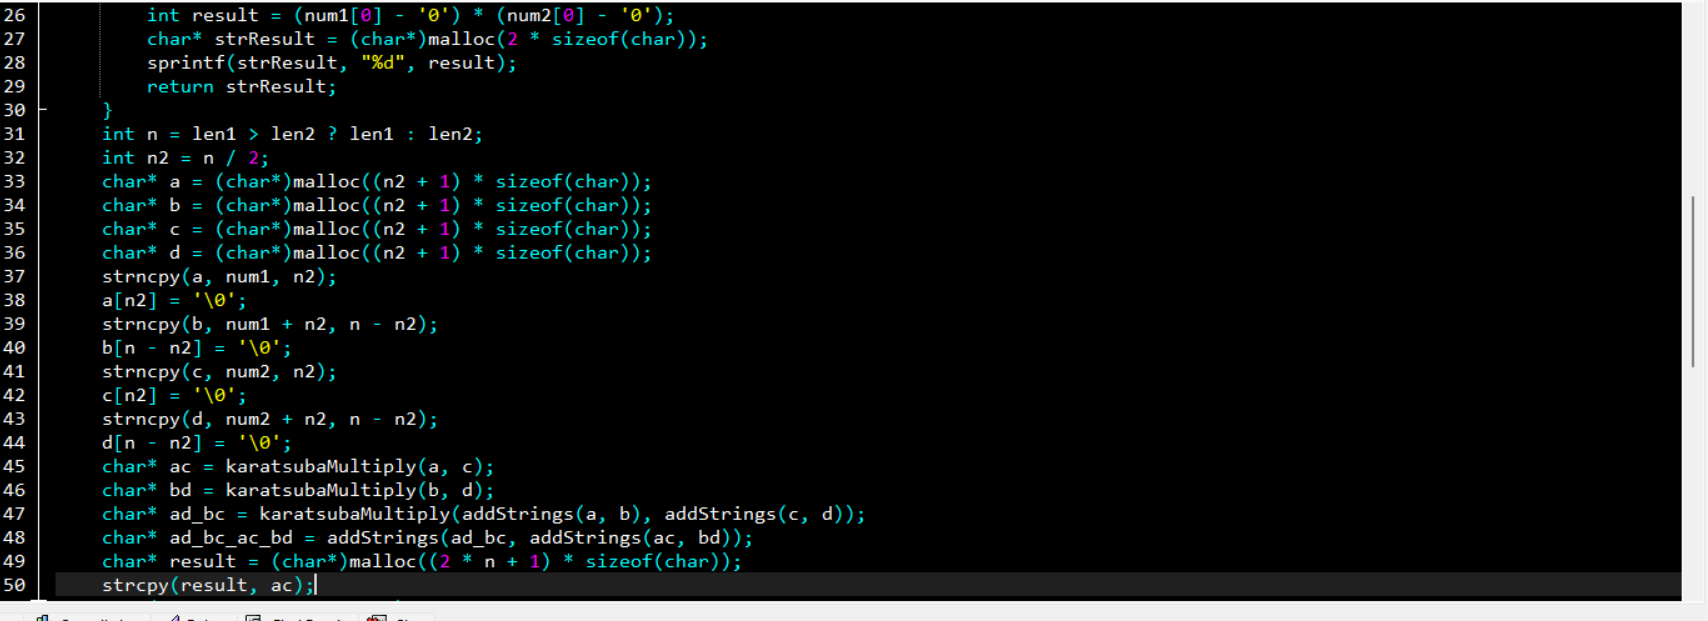 26 int result = (num1[0] - '0') * (num2[0] - '0');
27 char* strResult = (char*)malloc(2 * sizeof(char));
28 sprintf(strResult, "%d", result);
29 return strResult;
30 }
31 int n = len1 > len2 ? len1 : len2;
32 int n2 = n / 2;
33 char* a = (char*)malloc((n2 + 1) * sizeof(char));
34 char* b = (char*)malloc((n2 + 1) * sizeof(char));
35 char* c = (char*)malloc((n2 + 1) * sizeof(char));
36 char* d = (char*)malloc((n2 + 1) * sizeof(char));
37 strncpy(a, num1, n2);
38 a[n2] = '\0';
39 strncpy(b, num1 + n2, n - n2);
40 b[n - n2] = '\0';
41 strncpy(c, num2, n2);
42 c[n2] = '\0';
43 strncpy(d, num2 + n2, n - n2);
44 d[n - n2] = '\0';
45 char* ac = karatsubaMultiply(a, c);
46 char* bd = karatsubaMultiply(b, d);
47 char* ad_bc = karatsubaMultiply(addStrings(a, b), addStrings(c, d));
48 char* ad_bc_ac_bd = addStrings(ad_bc, addStrings(ac, bd));
49 char* result = (char*)malloc((2 * n + 1) * sizeof(char));
50 strcpy(result, ac);